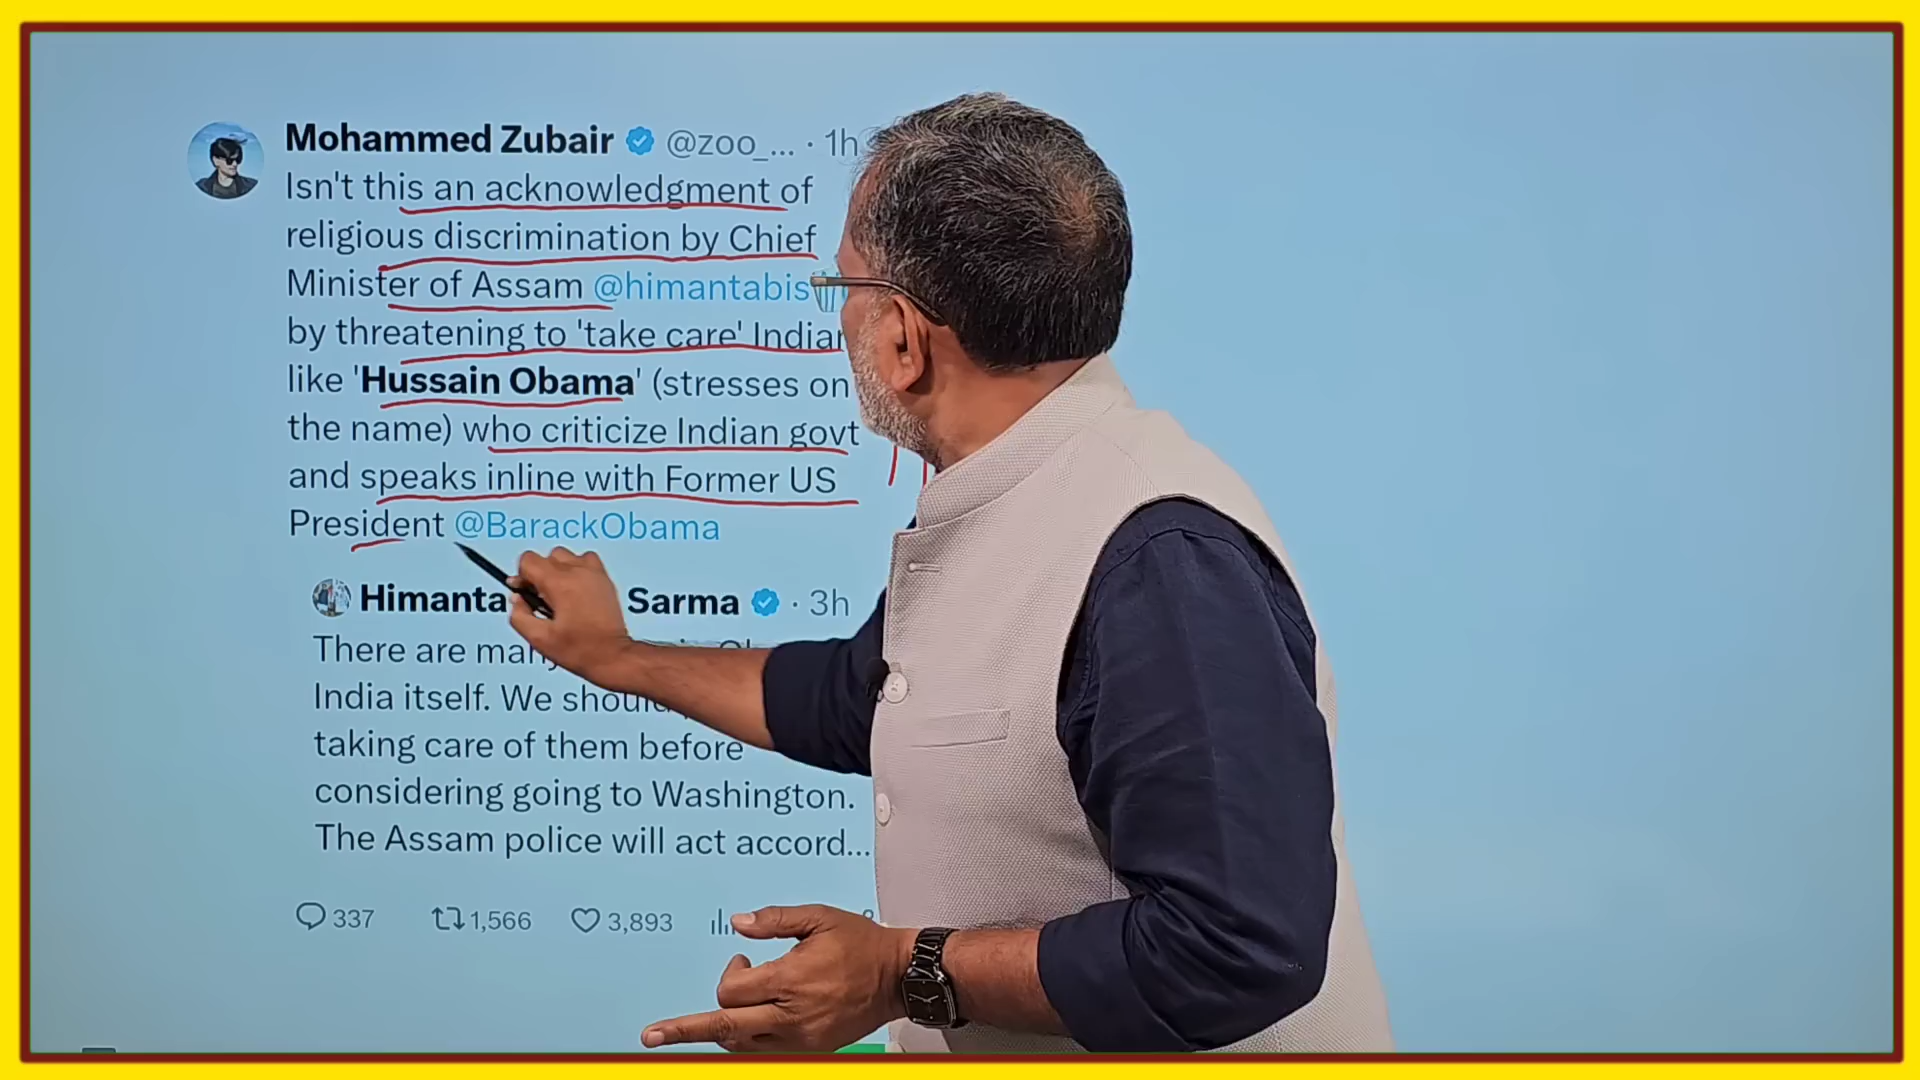 Mohammed Zubair @zoo_... · 1h
Isn't this an acknowledgment of
religious discrimination by Chief
Minister of Assam @himantabis
by threatening to 'take care' Indian
like 'Hussain Obama' (stresses on
the name) who criticize Indian govt
and speaks inline with Former US
President @BarackObama
Himanta Sarma · 3h
There are many
India itself. We should
taking care of them before
considering going to Washington.
The Assam police will act accord...
337 1,566 3,893